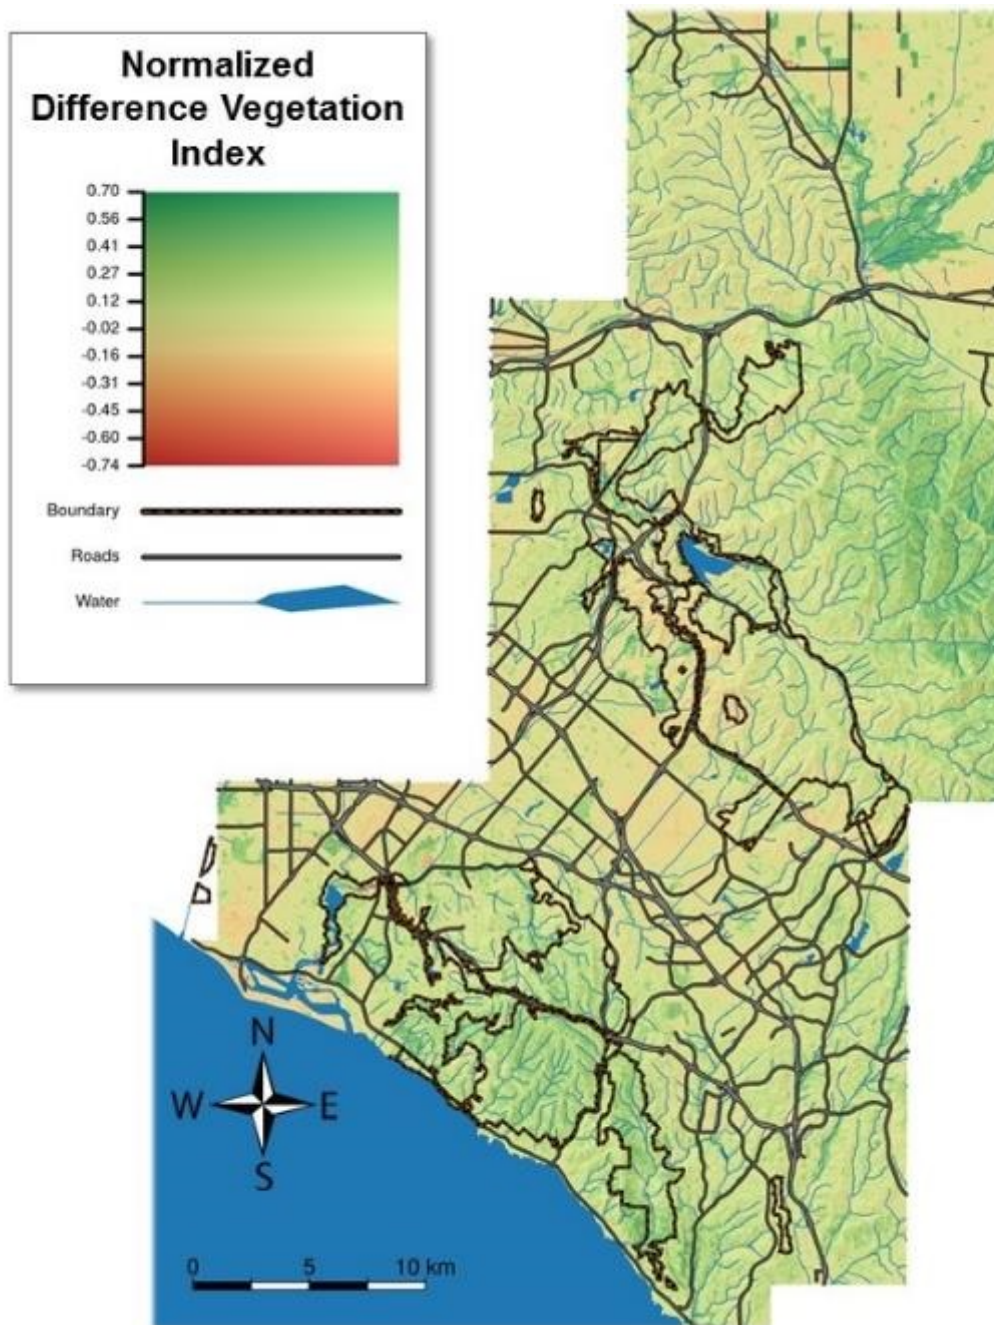 Normalized
Difference Vegetation
Index
0.70
0.56
0.41
0.27
0.12
-0.02
-0.16
-0.31
-0.45
-0.60
-0.74
Boundary
Roads
Water
N
W E
S
0 5 10 km